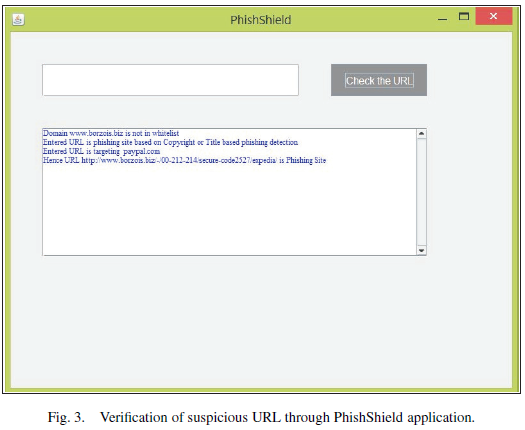 PhishShield
Check the URL
Domain www.borzois.biz is not in whitelist
Entered URL is phishing site based on Copyright or Title based phishing detection
Entered URL is targeting paypal.com
Hence URL http://www.borzois.biz/-/00-212-214/secure-code2527/expedia/ is Phishing Site
Fig. 3. Verification of suspicious URL through PhishShield application.